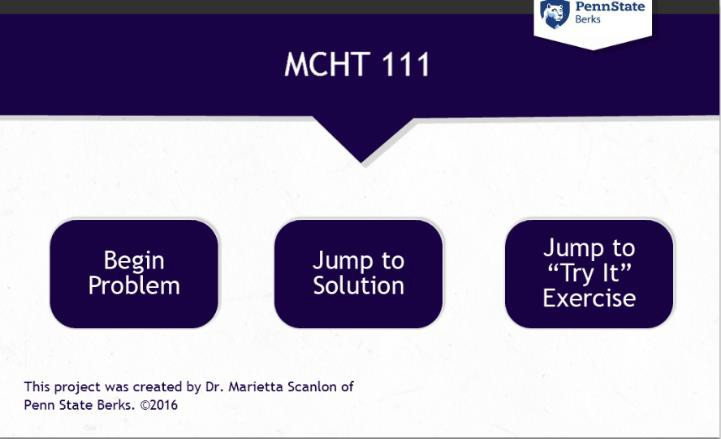 PennState
Berks
MCHT 111
Begin
Problem
Jump to
Solution
Jump to
“Try It”
Exercise
This project was created by Dr. Marietta Scanlon of
Penn State Berks. ©2016